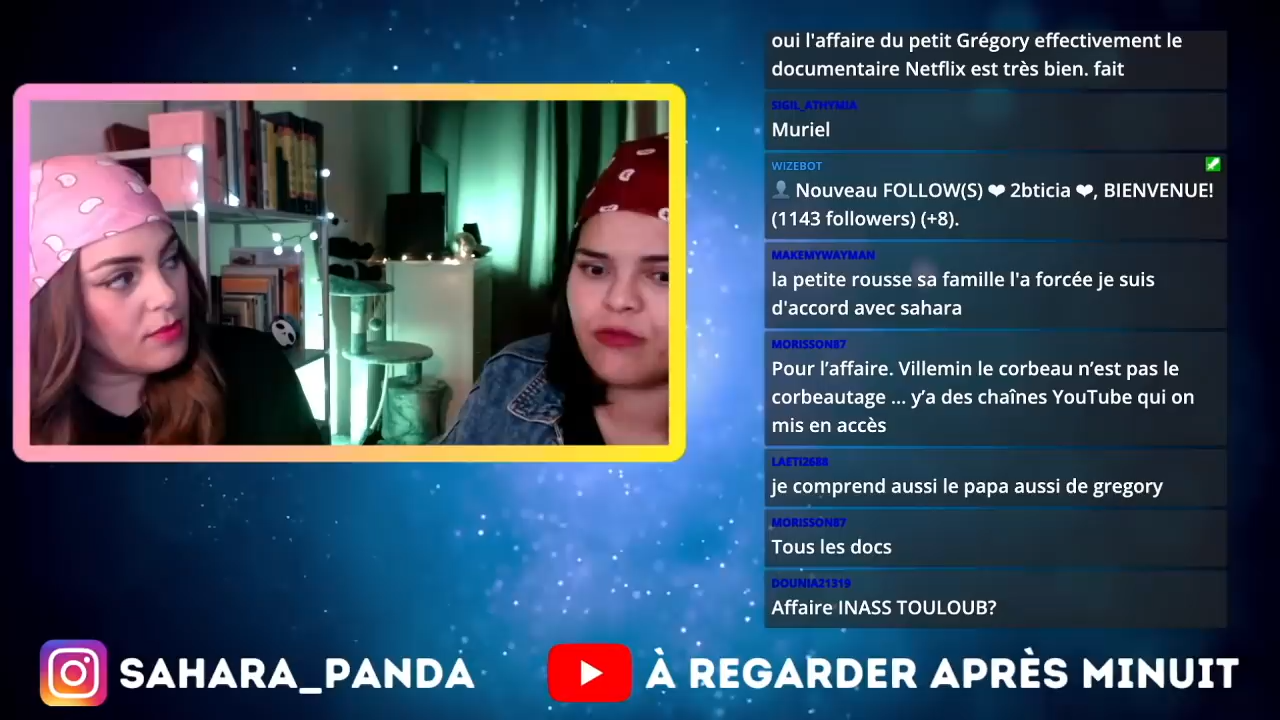 oui l'affaire du petit Grégory effectivement le
documentaire Netflix est très bien. fait
SIGIL_ATHYMIA
Muriel
WIZEBOT
👤 Nouveau FOLLOW(S) ❤ 2bticia ❤, BIENVENUE!
(1143 followers) (+8).
MAKEMYWAYMAN
la petite rousse sa famille l'a forcée je suis
d'accord avec sahara
MORISSON87
Pour l’affaire. Villemin le corbeau n’est pas le
corbeautage ... y’a des chaînes YouTube qui on
mis en accès
LAETI2688
je comprend aussi le papa aussi de gregory
MORISSON87
Tous les docs
DOUNIA21319
Affaire INASS TOULOUB?
SAHARA_PANDA
À REGARDER APRÈS MINUIT